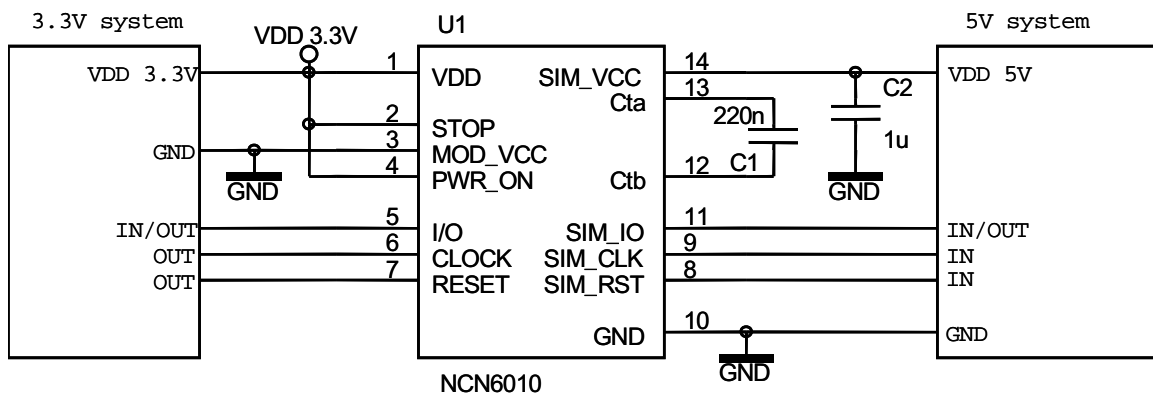 3.3V system
U1
5V system
VDD 3.3V
VDD 3.3V
1
VDD
SIM_VCC
14
VDD 5V
Cta
13
C2
2
STOP
220n
3
GND
MOD_VCC
1u
4
PWR_ON
Ctb
12
C1
GND
GND
5
IN/OUT
I/O
SIM_IO
11
IN/OUT
6
OUT
CLOCK
SIM_CLK
9
IN
7
OUT
RESET
SIM_RST
8
IN
GND
10
GND
GND
NCN6010